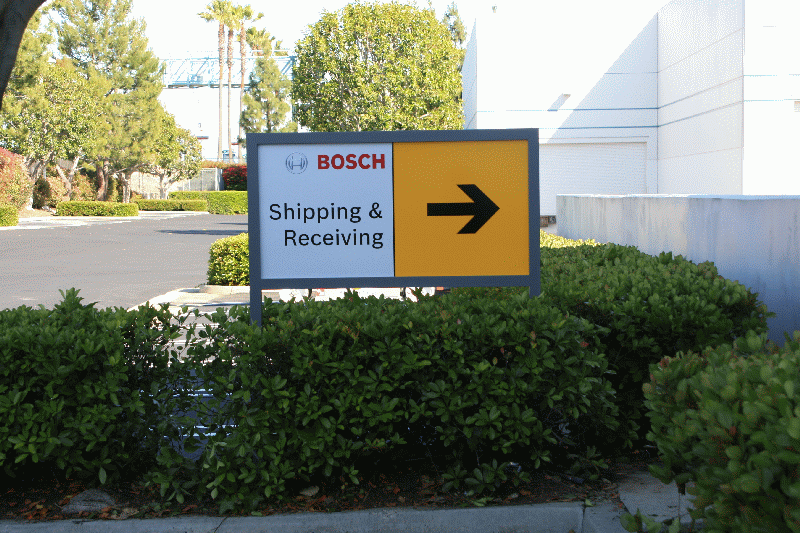 BOSCH
Shipping &
Receiving